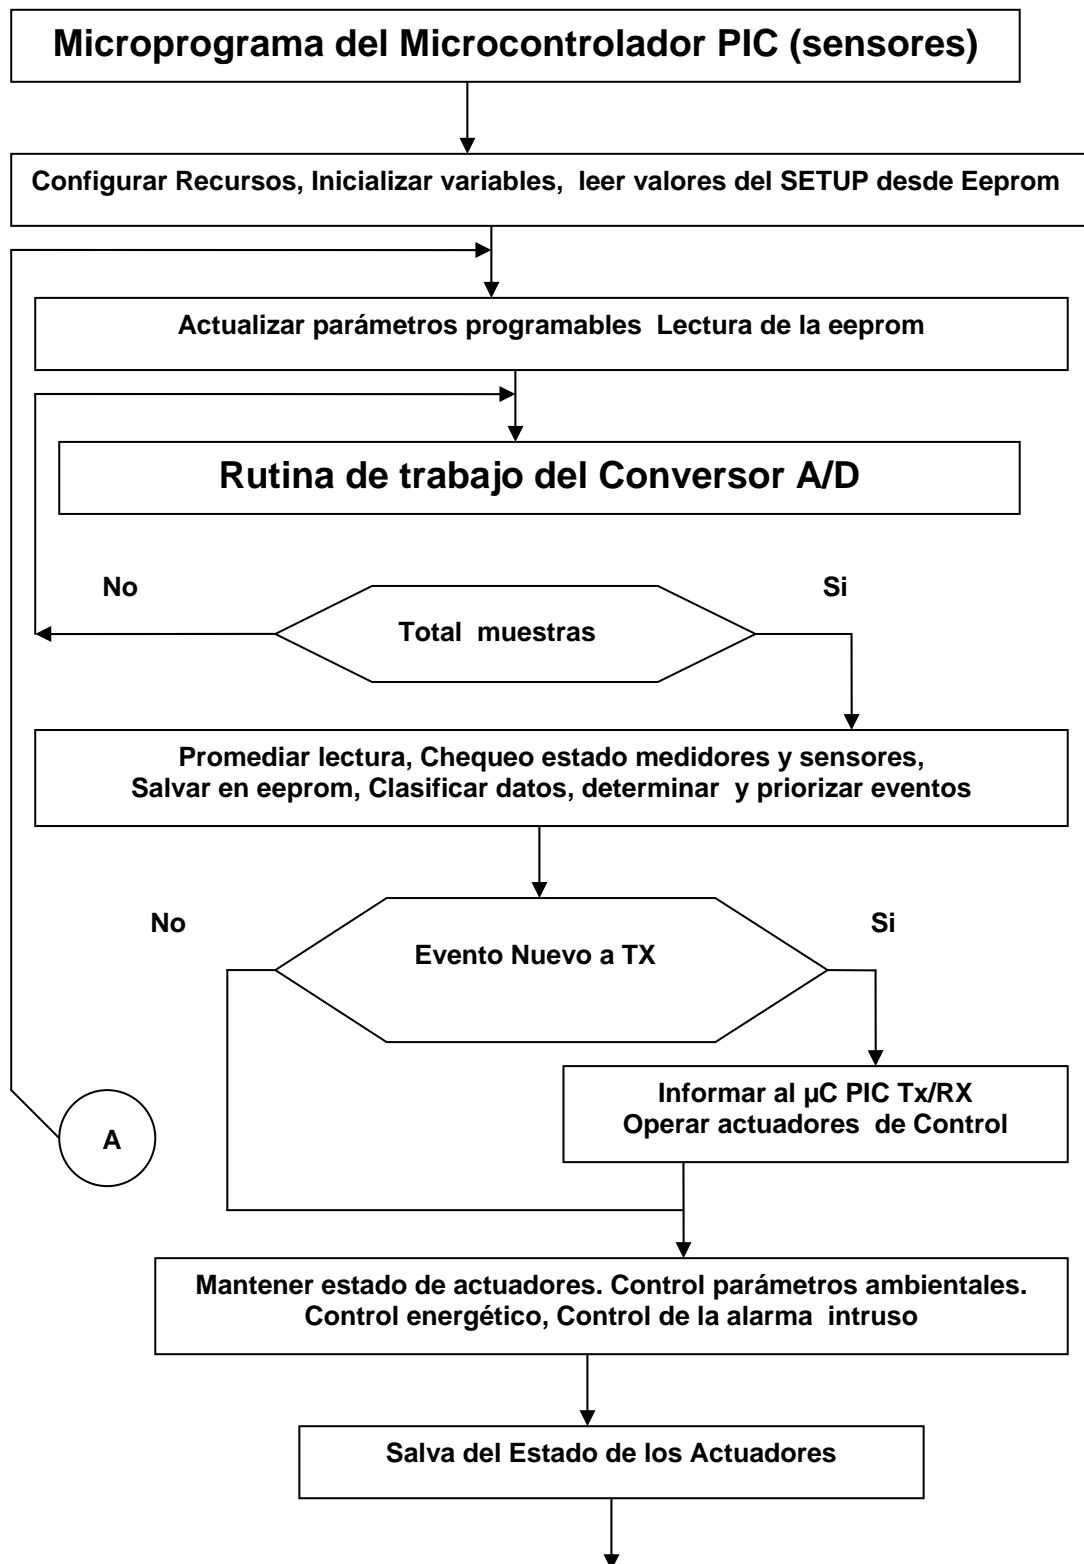 Microprograma del Microcontrolador PIC (sensores)
Configurar Recursos, Inicializar variables, leer valores del SETUP desde Eeprom
Actualizar parámetros programables Lectura de la eeprom
Rutina de trabajo del Conversor A/D
No
Si
Total muestras
Promediar lectura, Chequeo estado medidores y sensores,
Salvar en eeprom, Clasificar datos, determinar y priorizar eventos
No
Si
Evento Nuevo a TX
Informar al µC PIC Tx/RX
Operar actuadores de Control
A
Mantener estado de actuadores. Control parámetros ambientales.
Control energético, Control de la alarma intruso
Salva del Estado de los Actuadores